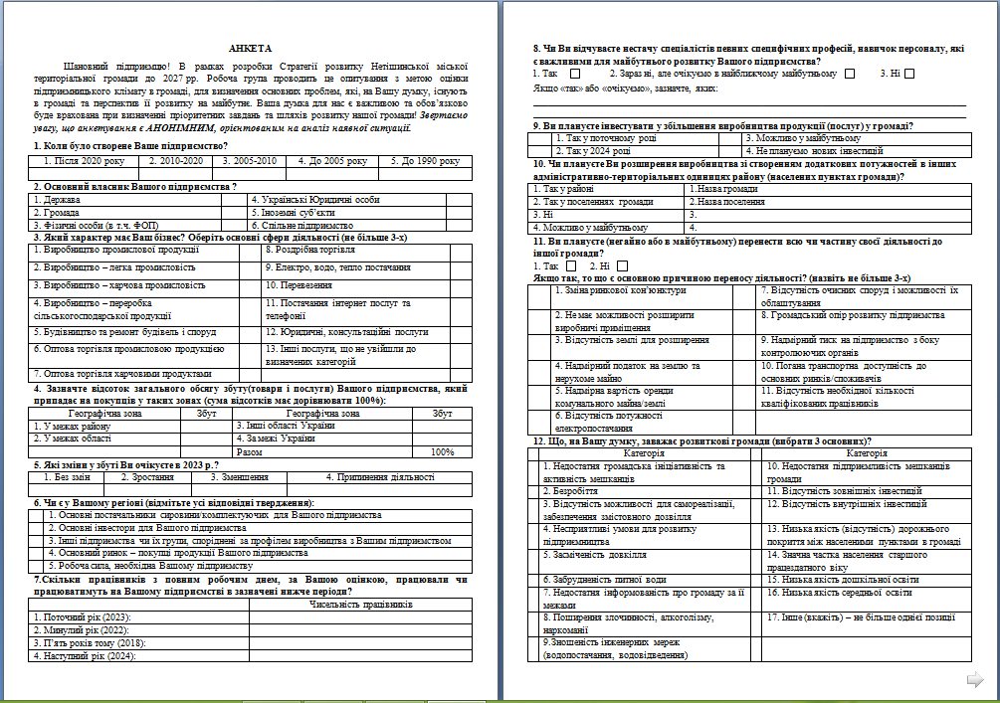 АНКЕТА
Шановний підприємцю! В рамках розробки Стратегії розвитку Нетішинської міської
територіальної громади до 2027 рр. Робоча група проводить це опитування з метою оцінки
підприємницького клімату в громаді, для визначення основних проблем, які, на Вашу думку, існують
в громаді та перспектив її розвитку на майбутнє. Ваша думка для нас є важливою та обов’язково
буде врахована при визначенні пріоритетних завдань та шляхів розвитку нашої громади! Звертаємо
увагу, що анкетування є АНОНІМНИМ, орієнтованим на аналіз наявної ситуації.
1. Коли було створене Ваше підприємство?
1. Після 2020 року 2. 2010-2020 3. 2005-2010 4. До 2005 року 5. До 1990 року
2. Основний власник Вашого підприємства ?
1. Держава 4. Українські Юридичні особи
2. Громада 5. Іноземні суб’єкти
3. Фізичні особи (в т.ч. ФОП) 6. Спільне підприємство
3. Який характер має Ваш бізнес? Оберіть основні сфери діяльності (не більше 3-х)
1. Виробництво промислової продукції 8. Роздрібна торгівля
2. Виробництво – легка промисловість 9. Електро, водо, тепло постачання
3. Виробництво – харчова промисловість 10. Перевезення
4. Виробництво – переробка сільськогосподарської продукції 11. Постачання інтернет послуг та телефонії
5. Будівництво та ремонт будівель і споруд 12. Юридичні, консультаційні послуги
6. Оптова торгівля промисловою продукцією 13. Інші послуги, що не увійшли до визначених категорій
7. Оптова торгівля харчовими продуктами
4. Зазначте відсоток загального обсягу збуту(товари і послуги) Вашого підприємства, який
припадає на покупців у таких зонах (сума відсотків має дорівнювати 100%):
Географічна зона Збут Географічна зона Збут
1. У межах району 3. Інші області України
2. У межах області 4. За межі України
Разом 100%
5. Які зміни у збуті Ви очікуєте в 2023 р.?
1. Без змін 2. Зростання 3. Зменшення 4. Припинення діяльності
6. Чи є у Вашому регіоні (відмітьте усі відповідні твердження):
1. Основні постачальники сировини/комплектуючих для Вашого підприємства
2. Основні інвестори для Вашого підприємства
3. Інші підприємства чи їх групи, споріднені за профілем виробництва з Вашим підприємством
4. Основний ринок – покупці продукції Вашого підприємства
5. Робоча сила, необхідна Вашому підприємству
7.Скільки працівників з повним робочим днем, за Вашою оцінкою, працювали чи
працюватимуть на Вашому підприємстві в зазначені нижче періоди?
Чисельність працівників
1. Поточний рік (2023):
2. Минулий рік (2022):
3. П’ять років тому (2018):
4. Наступний рік (2024):
8. Чи Ви відчуваєте нестачу спеціалістів певних специфічних професій, навичок персоналу, які
є важливими для майбутнього розвитку Вашого підприємства?
1. Так 2. Зараз ні, але очікуємо в найближчому майбутньому 3. Ні
Якщо «так» або «очікуємо», зазначте, яких:
9. Ви плануєте інвестувати у збільшення виробництва продукції (послуг) у громаді?
1. Так у поточному році 3. Можливо у майбутньому
2. Так у 2024 році 4. Не плануємо нових інвестицій
10. Чи плануєте Ви розширення виробництва зі створенням додаткових потужностей в інших
адміністративно-територіальних одиницях району (населених пунктах громади)?
1. Так у районі 1.Назва громади
2. Так у поселеннях громади 2.Назва поселення
3. Ні 3.
4. Можливо у майбутньому 4.
11. Ви плануєте (негайно або в майбутньому) перенести всю чи частину своєї діяльності до
іншої громади?
1. Так 2. Ні
Якщо так, то що є основною причиною переносу діяльності? (назвіть не більше 3-х)
1. Зміна ринкової кон’юнктури 7. Відсутність очисних споруд і можливості їх облаштування
2. Немає можливості розширити виробничі приміщення 8. Громадський опір розвитку підприємства
3. Відсутність землі для розширення 9. Надмірний тиск на підприємство з боку контролюючих органів
4. Надмірний податок на землю та нерухоме майно 10. Погана транспортна доступність до основних ринків/споживачів
5. Надмірна вартість оренди комунального майна/землі 11. Відсутність необхідної кількості кваліфікованих працівників
6. Відсутність потужності електропостачання
12. Що, на Вашу думку, заважає розвиткові громади (вибрати 3 основних)?
Категорія Категорія
1. Недостатня громадська ініціативність та активність мешканців 10. Недостатня підприємливість мешканців громади
2. Безробіття 11. Відсутність зовнішніх інвестицій
3. Відсутність можливості для самореалізації, забезпечення змістовного дозвілля 12. Відсутність внутрішніх інвестицій
4. Неприятливі умови для розвитку підприємництва 13. Низька якість (відсутність) дорожнього покриття між населеними пунктами в громаді
5. Засміченість довкілля 14. Значна частка населення старшого працездатного віку
6. Забрудненість питної води 15. Низька якість дошкільної освіти
7. Недостатня інформованість про громаду за її межами 16. Низька якість середньої освіти
8. Поширення злочинності, алкоголізму, наркоманії 17. Інше (вкажіть) – не більше однієї позиції
9.Зношеність інженерних мереж (водопостачання, водовідведення)